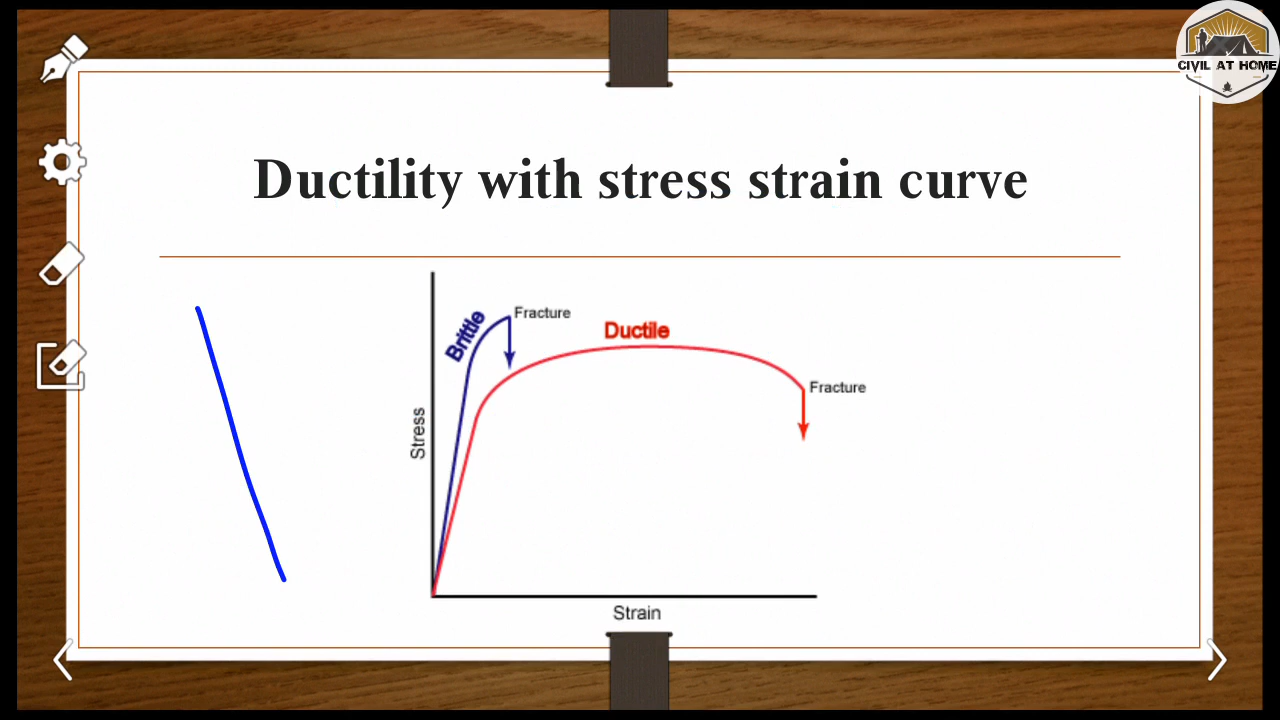 CIVIL AT HOME
Ductility with stress strain curve
Brittle
Fracture
Ductile
Fracture
Stress
Strain